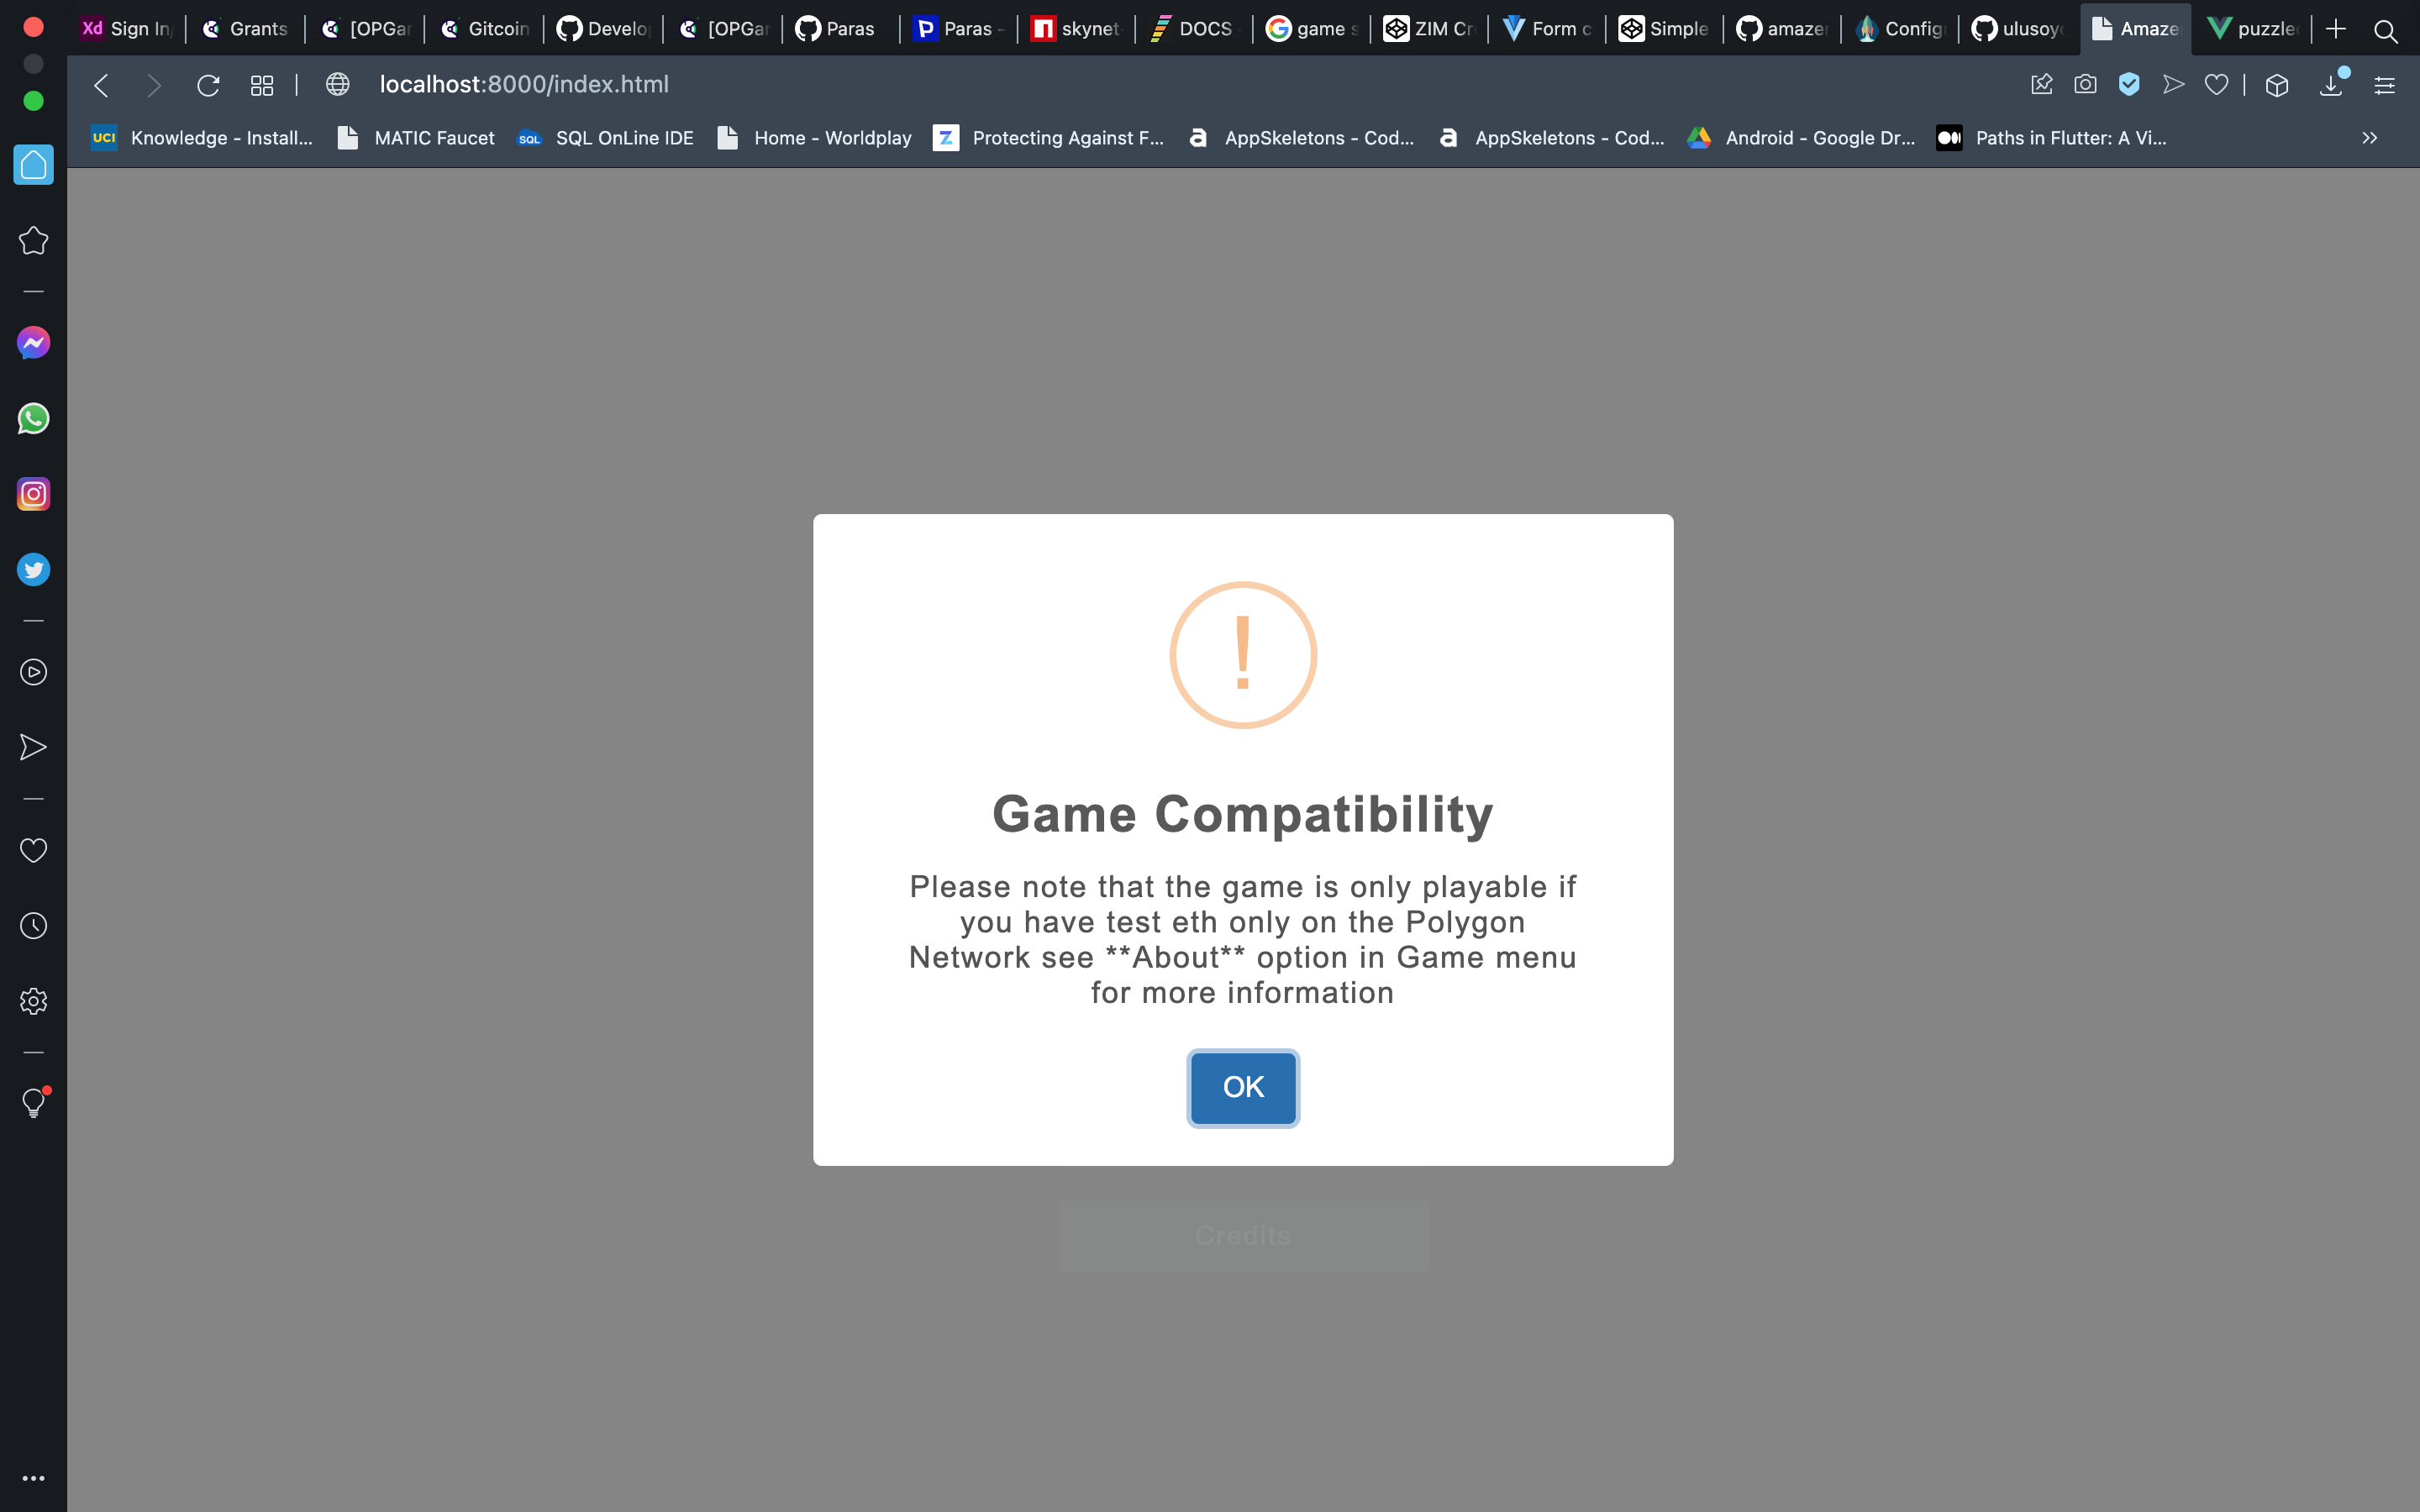 Xd Sign In
Grants
[OPGar
Gitcoin
Develo
[OPGar
Paras
P Paras -
n skynet
DOCS
G game s
ZIM Cr
Form c
Simple
amazer
Config
ulusoy
Amaze
puzzle
localhost:8000/index.html
UCI Knowledge - Install...
MATIC Faucet
SQL SQL OnLine IDE
Home - Worldplay
Z Protecting Against F...
a AppSkeletons - Cod...
a AppSkeletons - Cod...
Android - Google Dr...
Paths in Flutter: A Vi...
!
Game Compatibility
Please note that the game is only playable if
you have test eth only on the Polygon
Network see **About** option in Game menu
for more information
OK
Credits